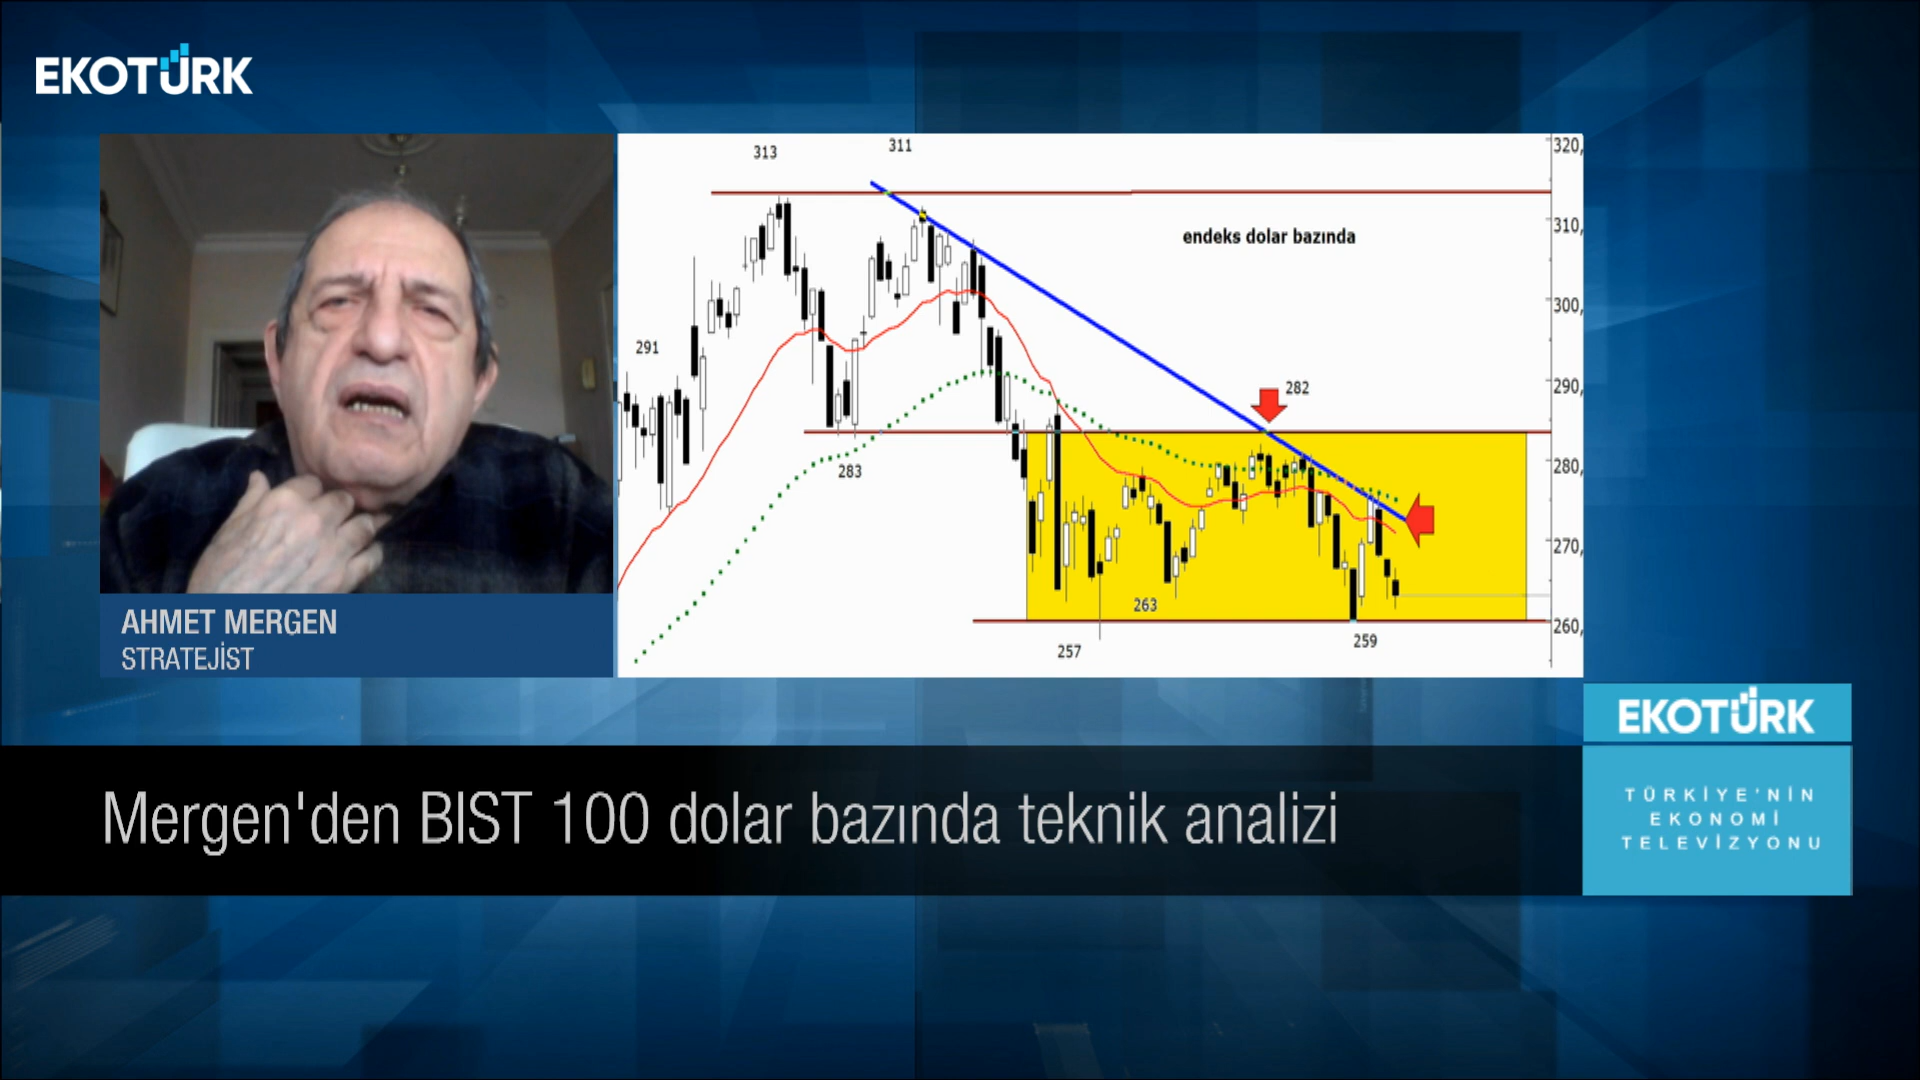 EKOTÜRK
313
311
320,
310,
endeks dolar bazında
300,
291
290,
282
283
280,
270,
263
260,
257
259
AHMET MERGEN
STRATEJİST
EKOTÜRK
Mergen'den BIST 100 dolar bazında teknik analizi
TÜRKİYE'NİN
EKONOMİ
TELEVİZYONU